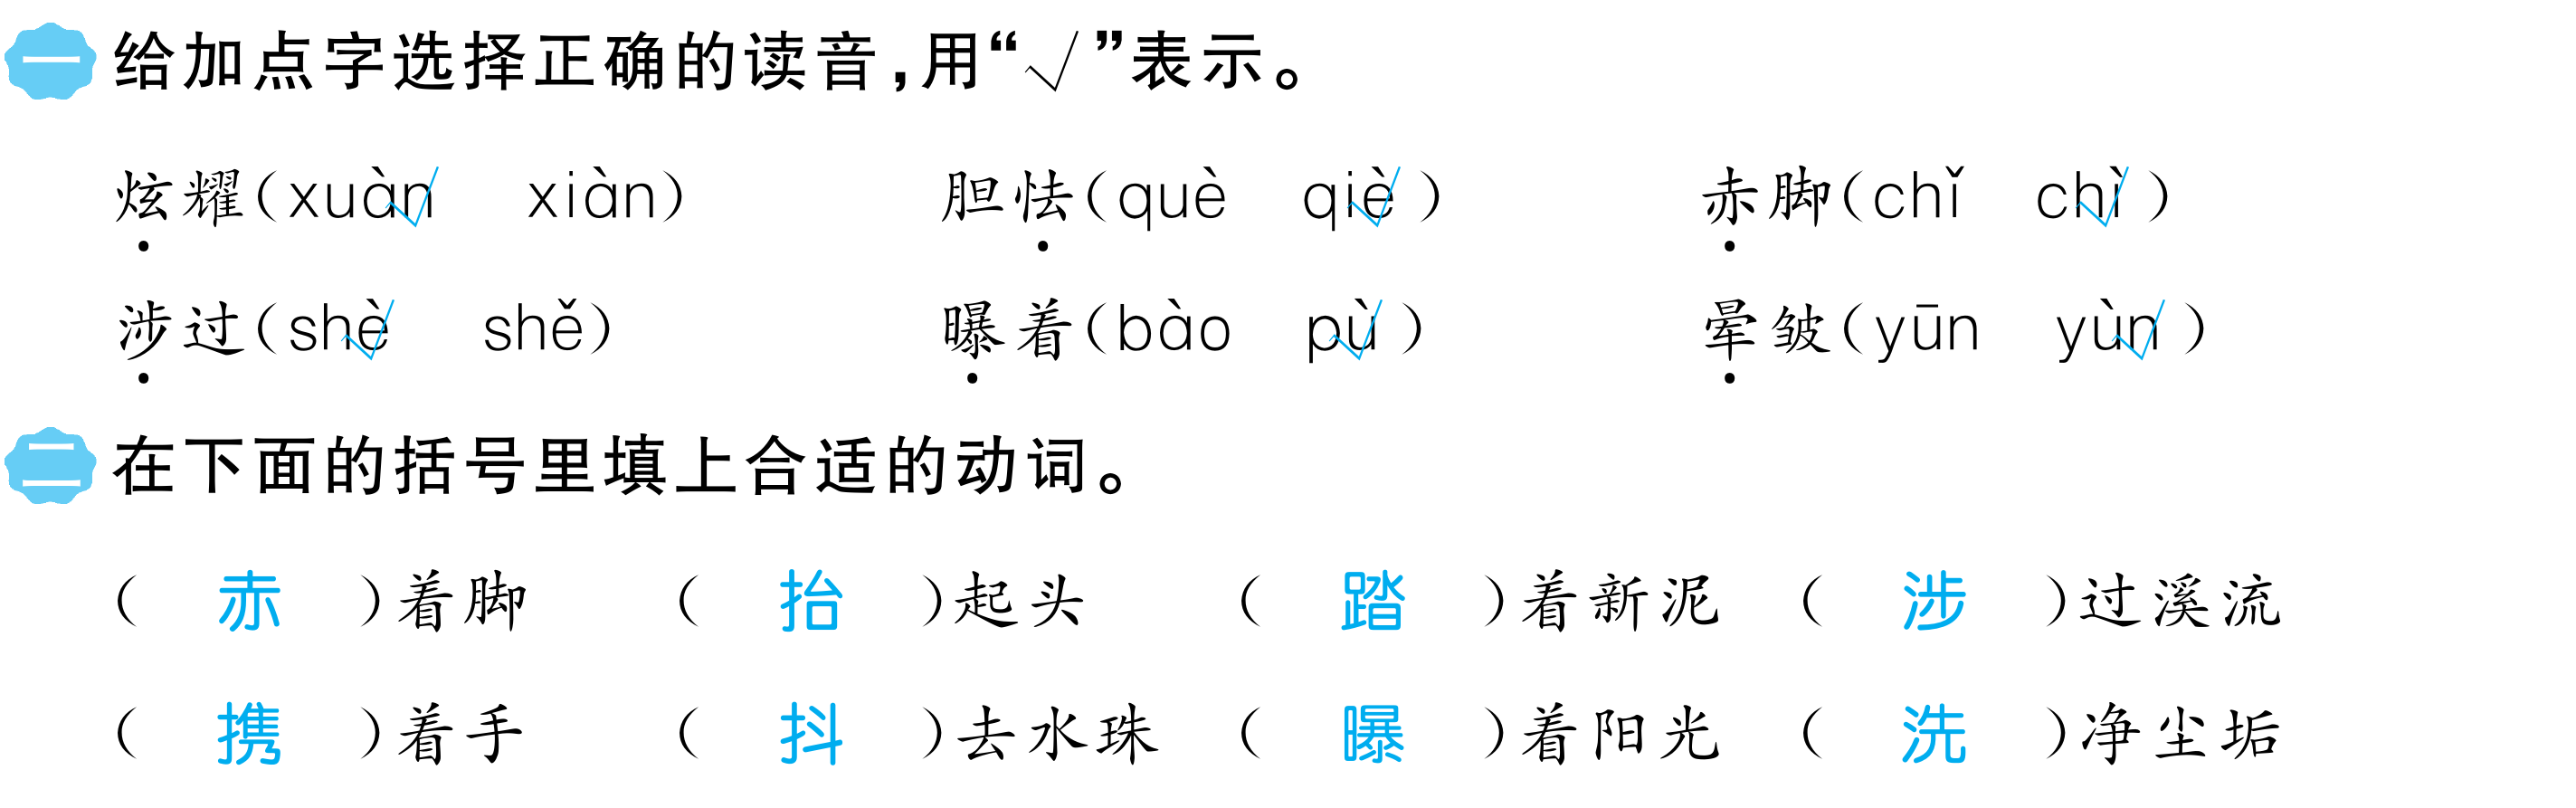 一 给加点字选择正确的读音,用“√”表示。
炫耀(xuàn√ xiàn) 胆怯(què qiè√) 赤脚(chǐ chì√)
涉过(shè√ shě) 曝着(bào pù√) 晕皱(yūn yùn√)
二 在下面的括号里填上合适的动词。
(赤)着脚 (抬)起头 (踏)着新泥 (涉)过溪流
(携)着手 (抖)去水珠 (曝)着阳光 (洗)净尘垢